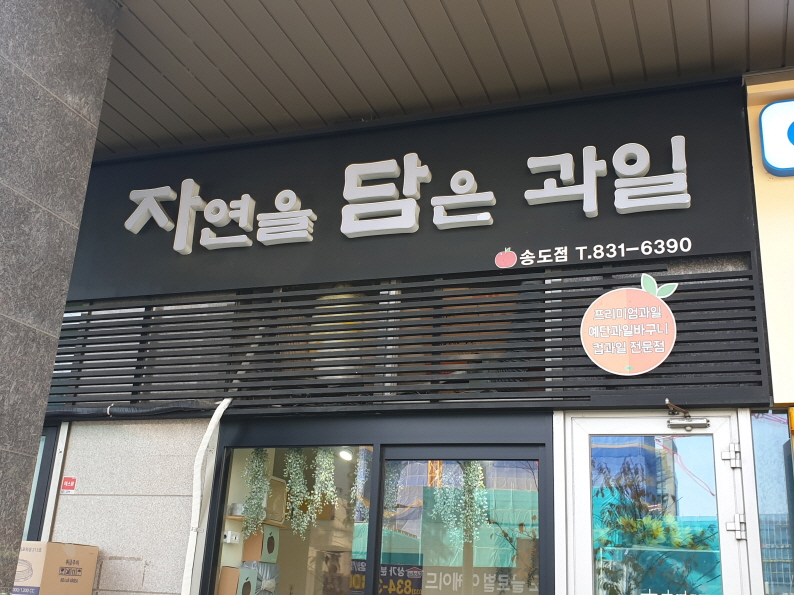 자연을 담은 과일
송도점 T.831-6390
프리미엄과일
예단과일바구니
컵과일 전문점
834-